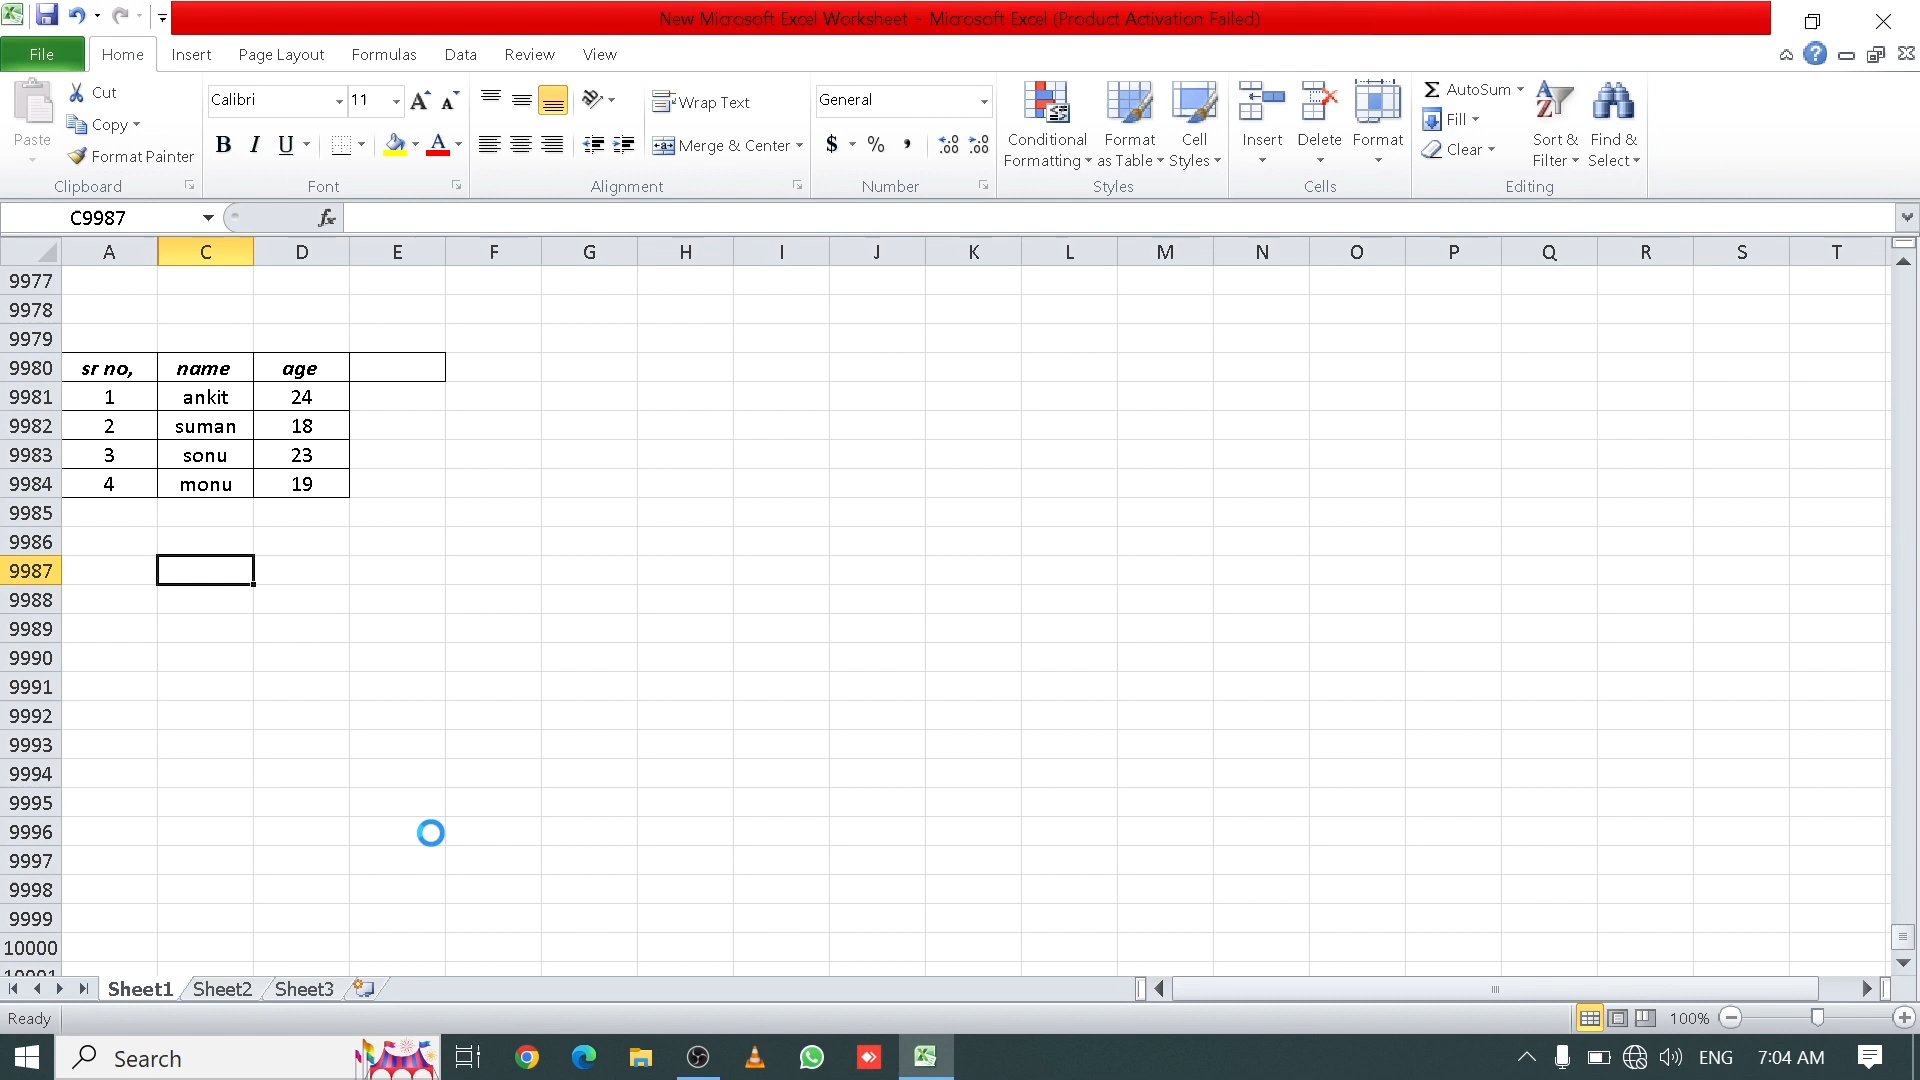 New Microsoft Excel Worksheet - Microsoft Excel (Product Activation Failed)
File Home Insert Page Layout Formulas Data Review View
Paste
Cut
Copy
Format Painter
Clipboard
Calibri 11
B I U
Font
Wrap Text
Merge & Center
Alignment
General
$ %
Number
Conditional Formatting
Format as Table
Cell Styles
Styles
Insert
Delete
Format
Cells
AutoSum
Fill
Clear
Sort & Filter
Find & Select
Editing
C9987 fx
A C D E F G H I J K L M N O P Q R S T
9977
9978
9979
9980 sr no, name age
9981 1 ankit 24
9982 2 suman 18
9983 3 sonu 23
9984 4 monu 19
9985
9986
9987
9988
9989
9990
9991
9992
9993
9994
9995
9996
9997
9998
9999
10000
10001
Sheet1 Sheet2 Sheet3
Ready 100%
Search ENG 7:04 AM